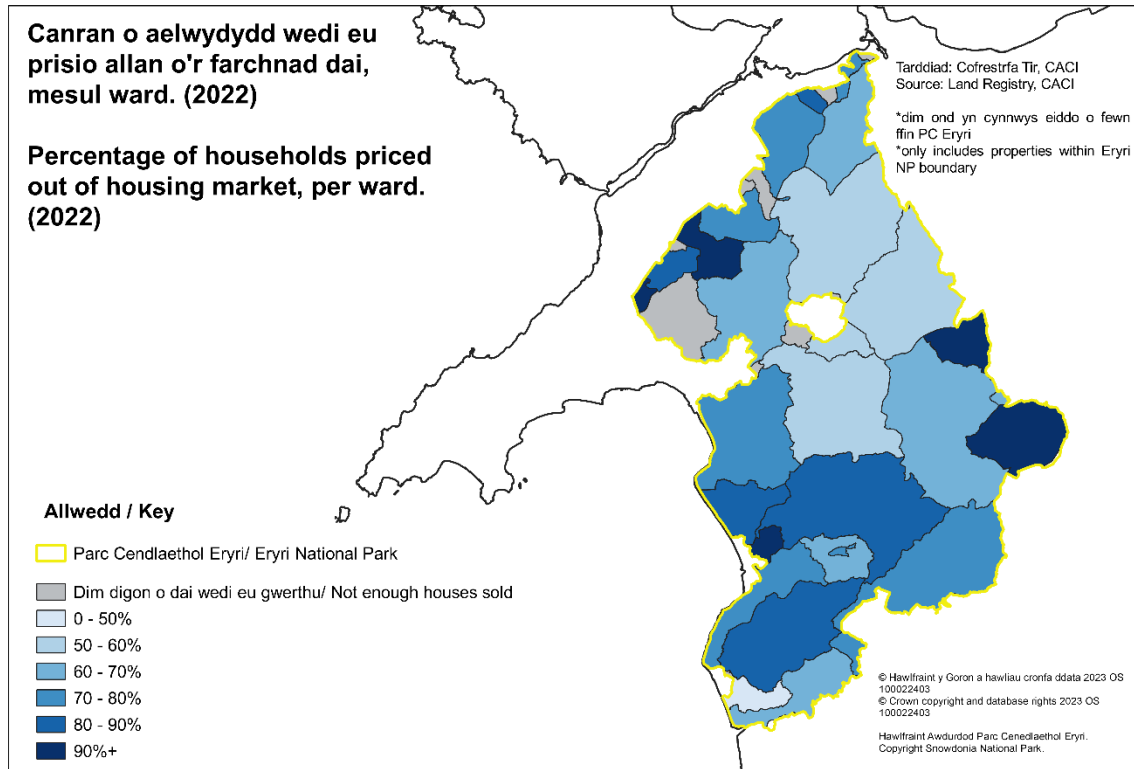 Canran o aelwydydd wedi eu
prisio allan o'r farchnad dai,
mesul ward. (2022)
Percentage of households priced
out of housing market, per ward.
(2022)
Tarddiad: Cofrestrfa Tir, CACI
Source: Land Registry, CACI
*dim ond yn cynnwys eiddo o fewn
ffin PC Eryri
*only includes properties within Eryri
NP boundary
Allwedd / Key
Parc Cendlaethol Eryri/ Eryri National Park
Dim digon o dai wedi eu gwerthu/ Not enough houses sold
0 - 50%
50 - 60%
60 - 70%
70 - 80%
80 - 90%
90%+
© Hawlfraint y Goron a hawliau cronfa ddata 2023 OS
100022403
© Crown copyright and database rights 2023 OS
100022403
Hawlfraint Awdurdod Parc Cenedlaethol Eryri.
Copyright Snowdonia National Park.